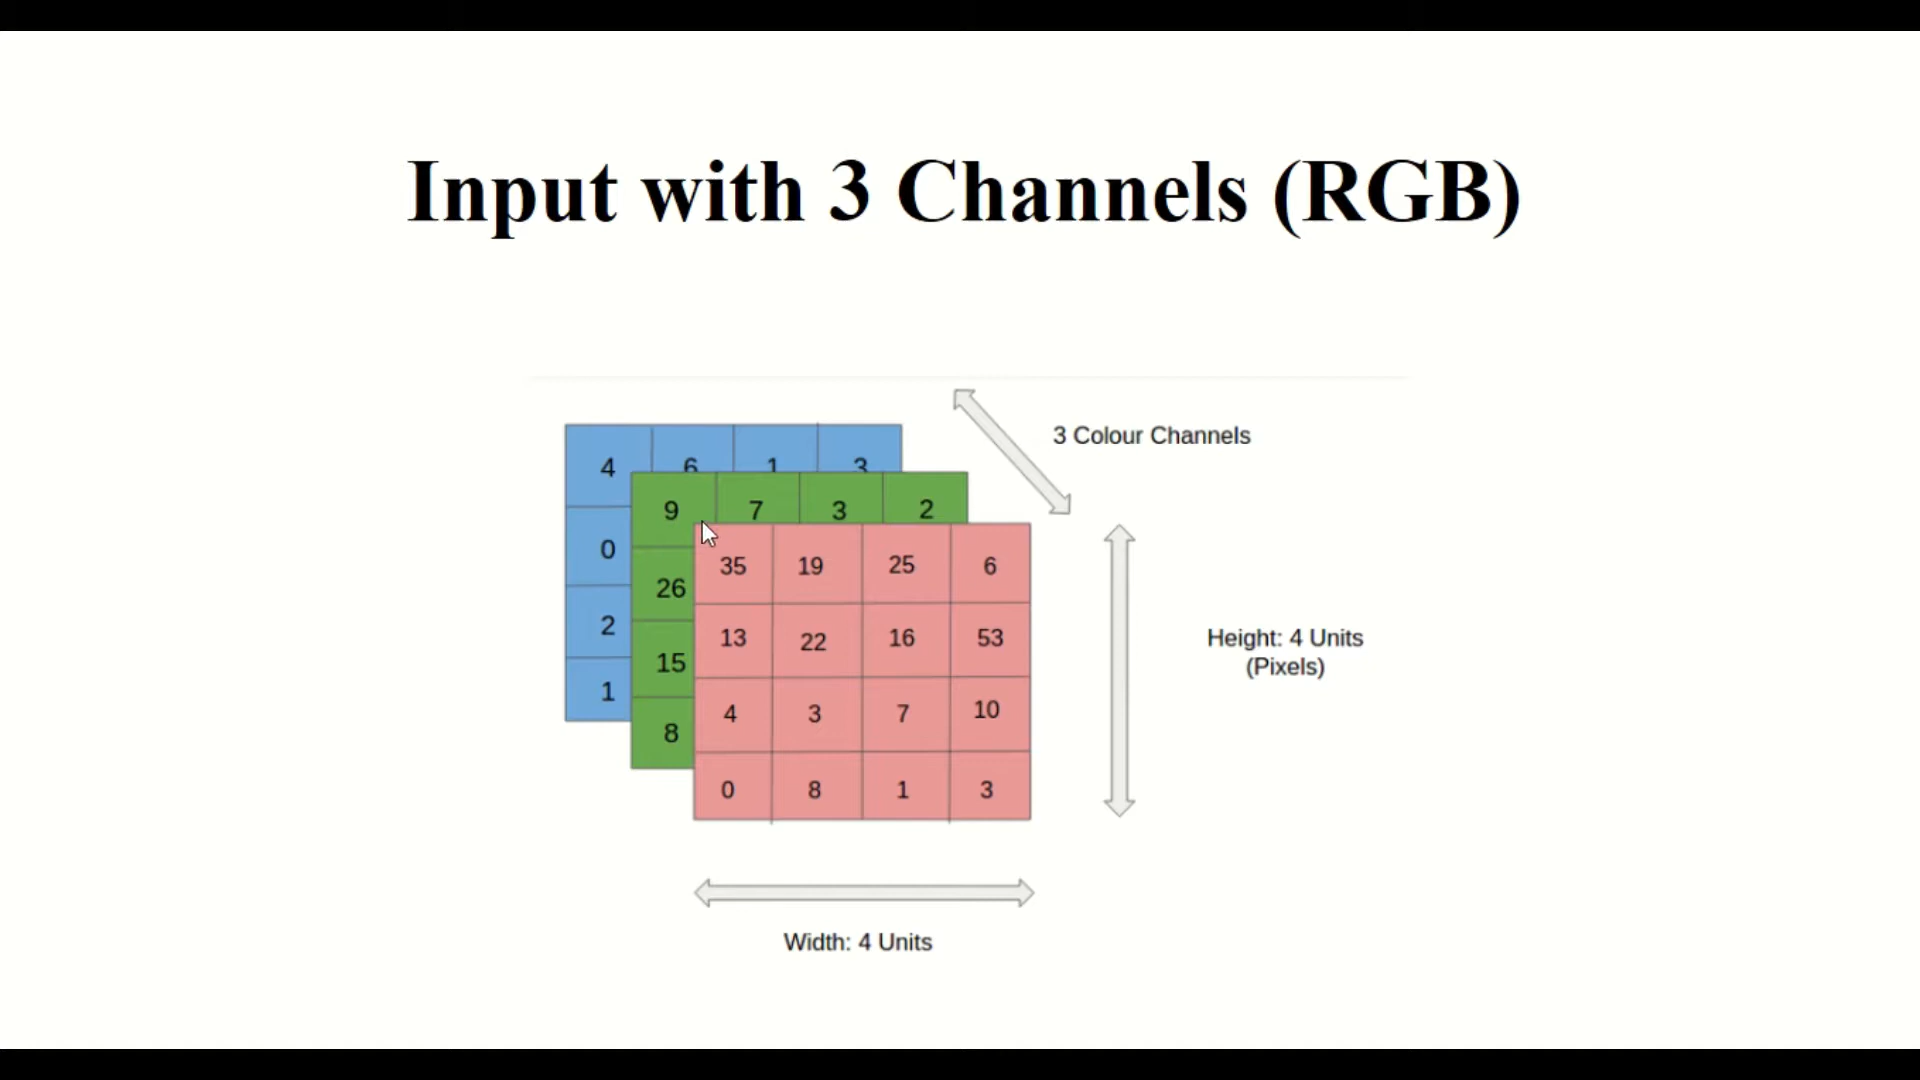 Input with 3 Channels (RGB)
3 Colour Channels
4 6 1 3
9 7 3 2
0
35 19 25 6
26
13 22 16 53
2
15
4 3 7 10
1
8
0 8 1 3
Height: 4 Units
(Pixels)
Width: 4 Units